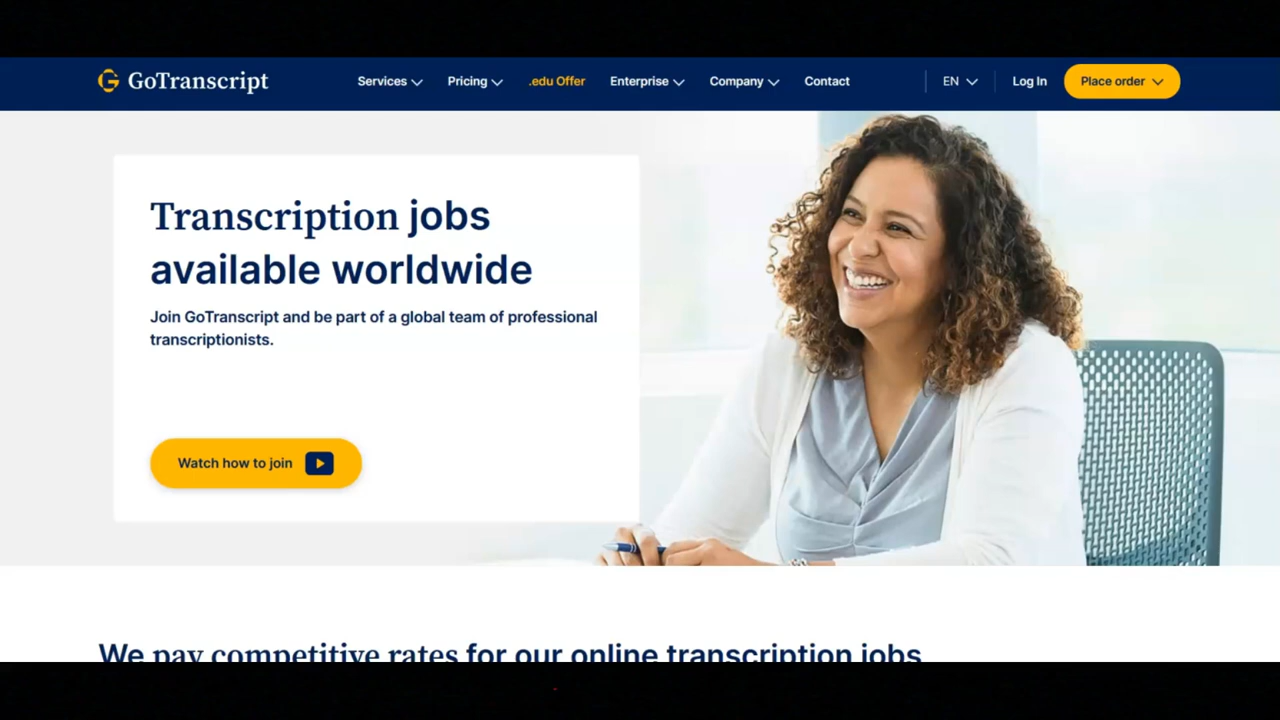 GoTranscript
Services
Pricing
.edu Offer
Enterprise
Company
Contact
EN
Log In
Place order
Transcription jobs
available worldwide
Join GoTranscript and be part of a global team of professional
transcriptionists.
Watch how to join
We pay competitive rates for our online transcription jobs